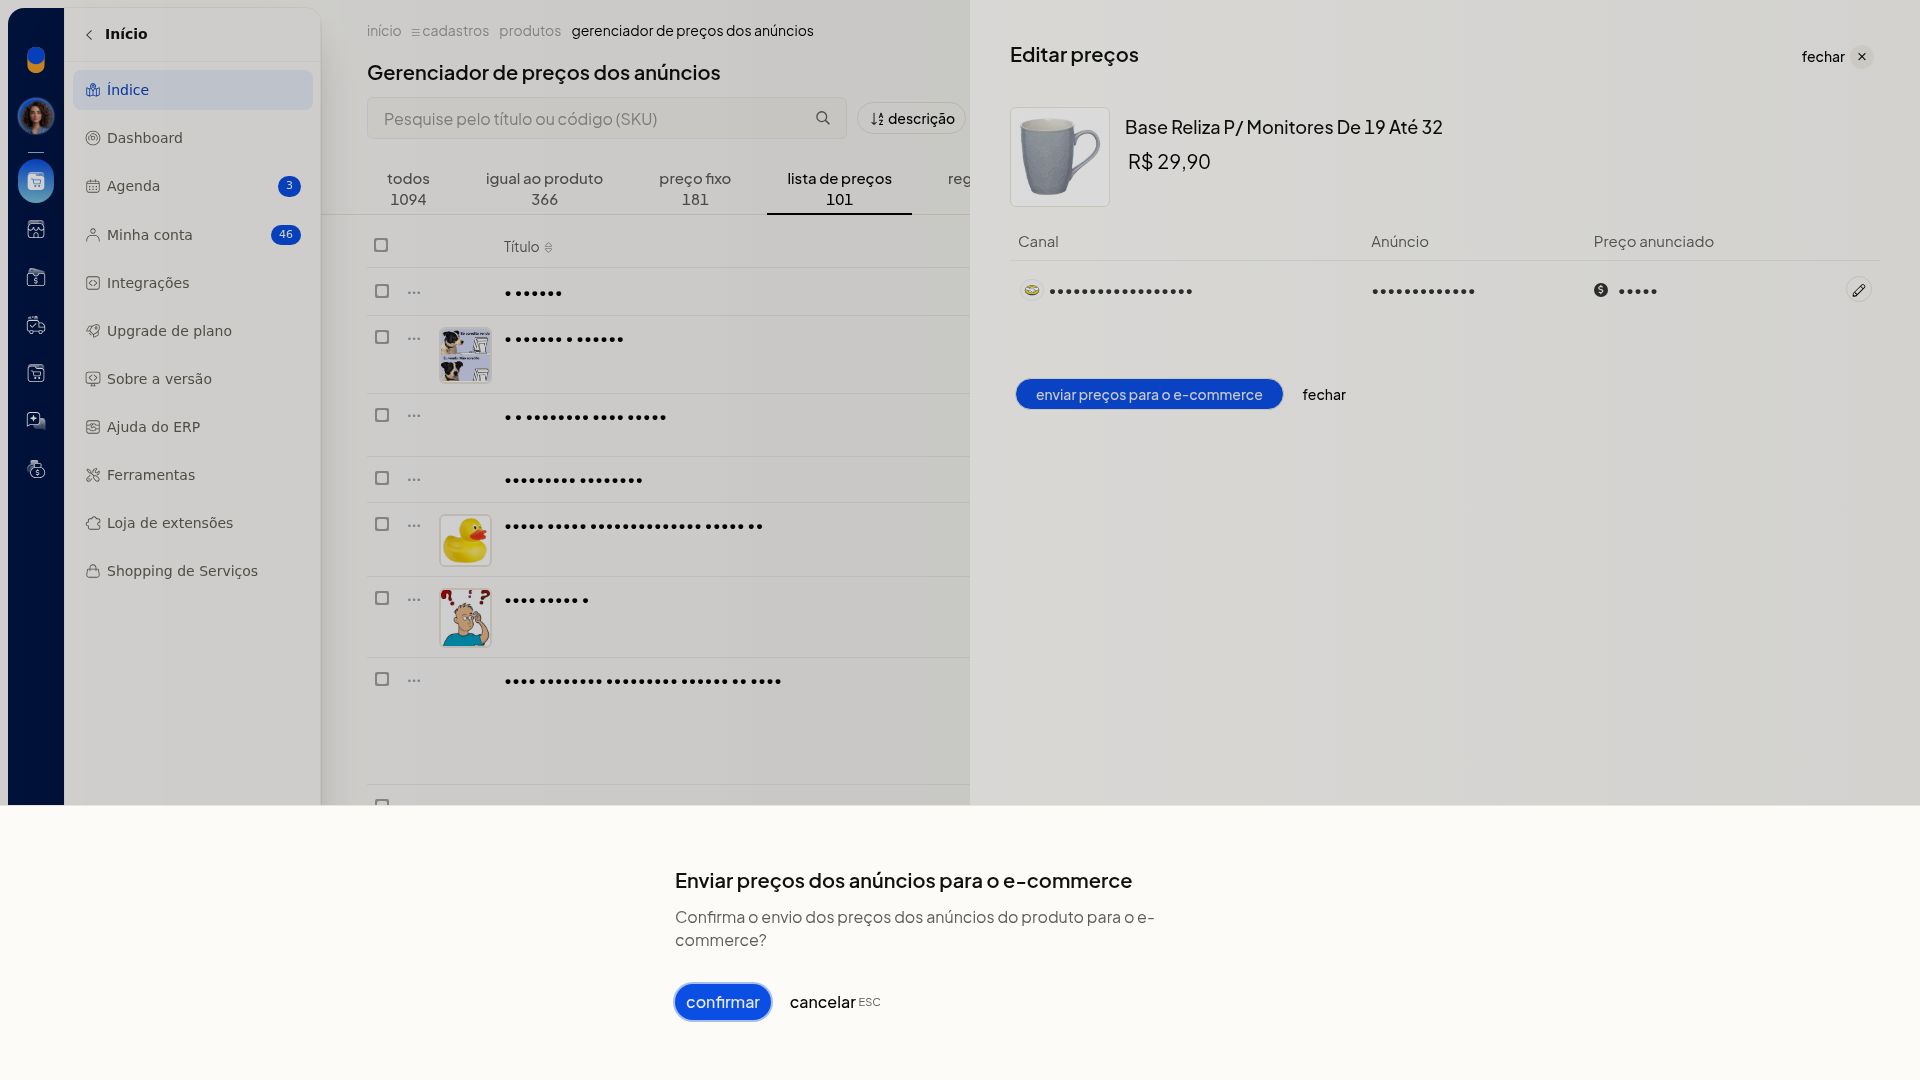 Início
Índice
Dashboard
Agenda
3
Minha conta
46
Integrações
Upgrade de plano
Sobre a versão
Ajuda do ERP
Ferramentas
Loja de extensões
Shopping de Serviços
início cadastros produtos gerenciador de preços dos anúncios
Gerenciador de preços dos anúncios
Pesquise pelo título ou código (SKU)
descrição
todos
1094
igual ao produto
366
preço fixo
181
lista de preços
101
reg
Título
Editar preços
fechar
Base Reliza P/ Monitores De 19 Até 32
R$ 29,90
Canal Anúncio Preço anunciado
enviar preços para o e-commerce
fechar
Enviar preços dos anúncios para o e-commerce
Confirma o envio dos preços dos anúncios do produto para o e-
commerce?
confirmar
cancelar ESC